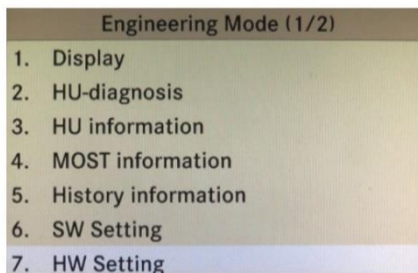 Engineering Mode (1/2)
1. Display
2. HU-diagnosis
3. HU information
4. MOST information
5. History information
6. SW Setting
7. HW Setting